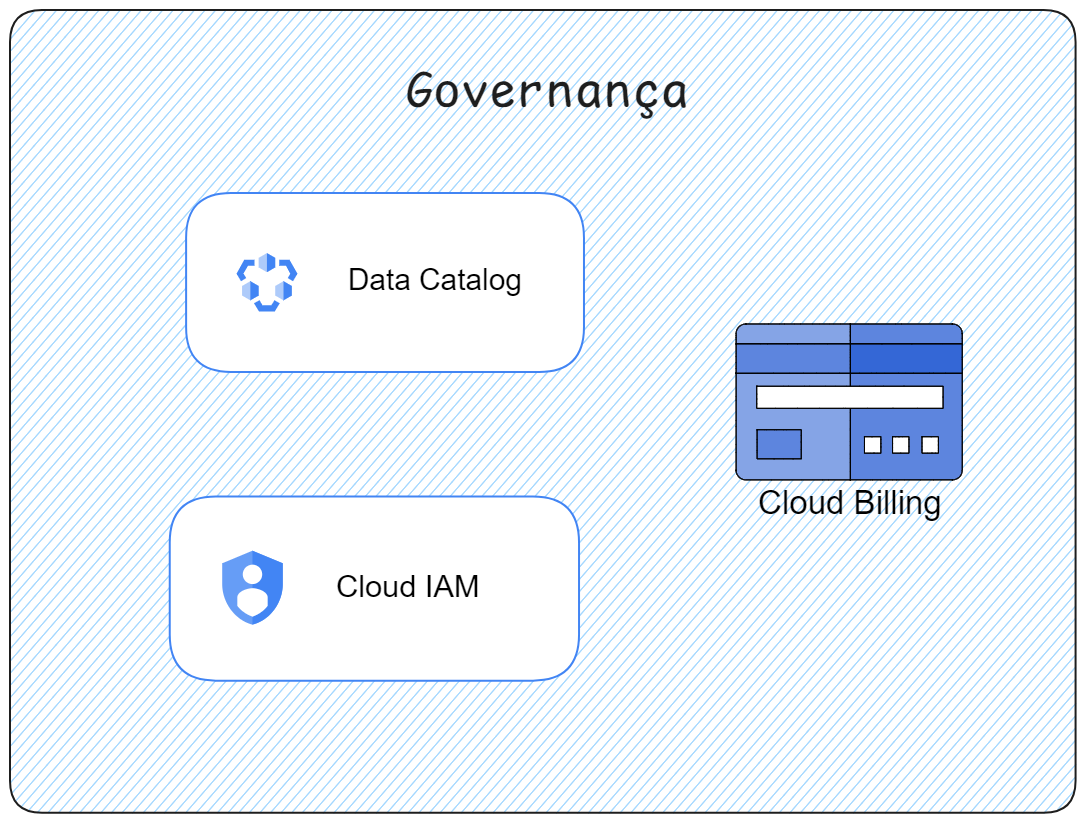 Governança
Data Catalog
Cloud Billing
Cloud IAM